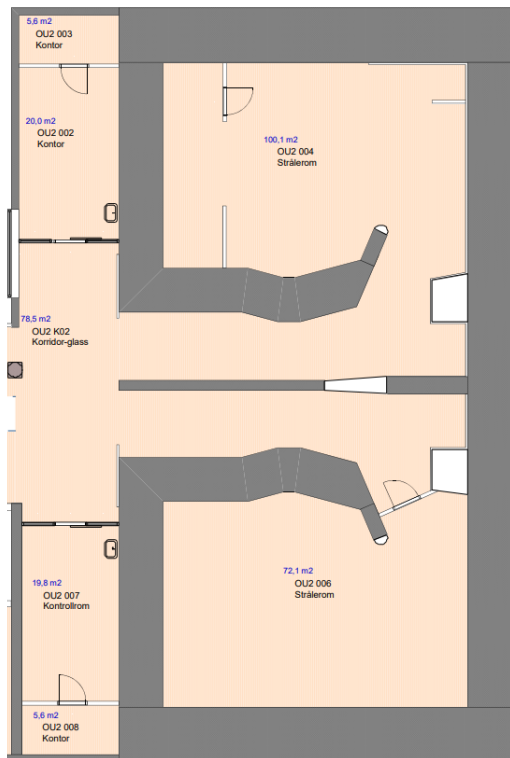 5,6 m2
OU2 003
Kontor
20,0 m2
OU2 002
Kontor
100,1 m2
OU2 004
Strålerom
78,5 m2
OU2 K02
Korridor-glass
72,1 m2
OU2 006
Strålerom
19,8 m2
OU2 007
Kontrollrom
5,6 m2
OU2 008
Kontor